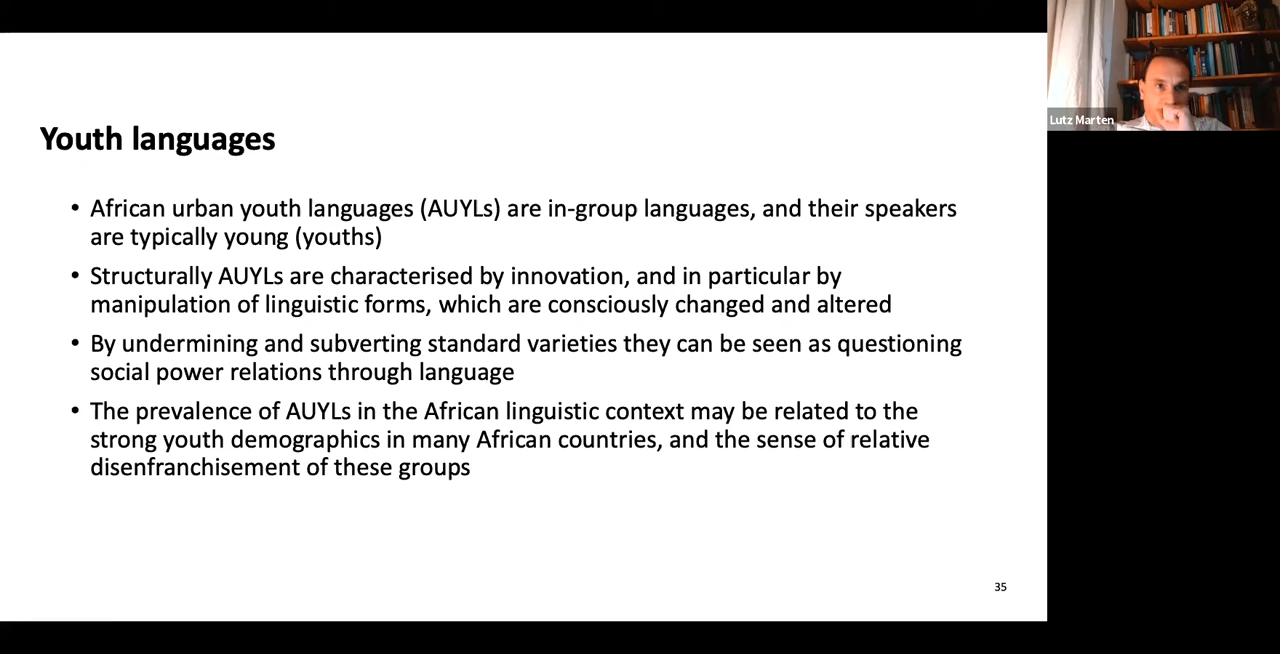 Youth languages
• African urban youth languages (AUYLs) are in-group languages, and their speakers
are typically young (youths)
• Structurally AUYLs are characterised by innovation, and in particular by
manipulation of linguistic forms, which are consciously changed and altered
• By undermining and subverting standard varieties they can be seen as questioning
social power relations through language
• The prevalence of AUYLs in the African linguistic context may be related to the
strong youth demographics in many African countries, and the sense of relative
disenfranchisement of these groups
35
Lutz Marten